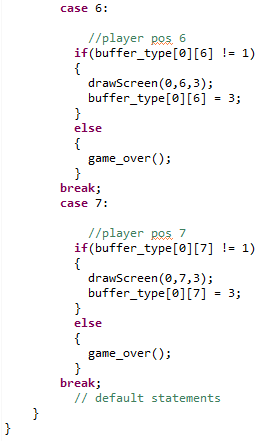 case 6:
//player pos 6
if(buffer_type[0][6] != 1)
{
drawScreen(0,6,3);
buffer_type[0][6] = 3;
}
else
{
game_over();
}
break;
case 7:
//player pos 7
if(buffer_type[0][7] != 1)
{
drawScreen(0,7,3);
buffer_type[0][7] = 3;
}
else
{
game_over();
}
break;
// default statements
}
}